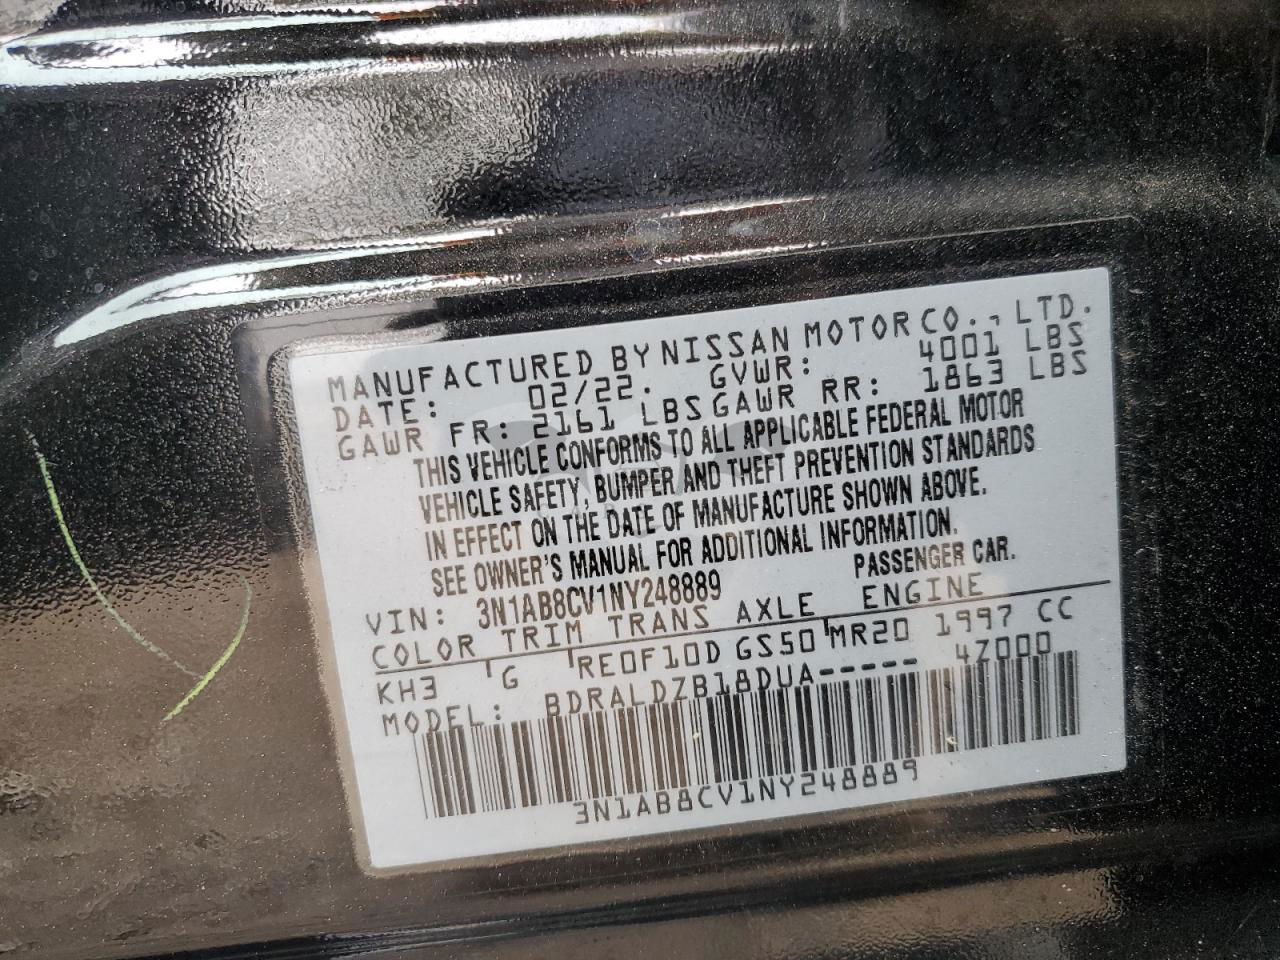 MANUFACTURED BY NISSAN MOTOR CO., LTD.
DATE: 02/22. GVWR: 4001 LBS
GAWR FR: 2161 LBS GAWR RR: 1863 LBS
THIS VEHICLE CONFORMS TO ALL APPLICABLE FEDERAL MOTOR
VEHICLE SAFETY, BUMPER AND THEFT PREVENTION STANDARDS
IN EFFECT ON THE DATE OF MANUFACTURE SHOWN ABOVE.
SEE OWNER'S MANUAL FOR ADDITIONAL INFORMATION.
VIN: 3N1AB8CV1NY248889 PASSENGER CAR.
COLOR TRIM TRANS AXLE ENGINE
KH3 G RE0F10D GS50 MR20 1997 CC
MODEL: BDRALDZB18DUA----- 4Z000
3N1AB8CV1NY248889